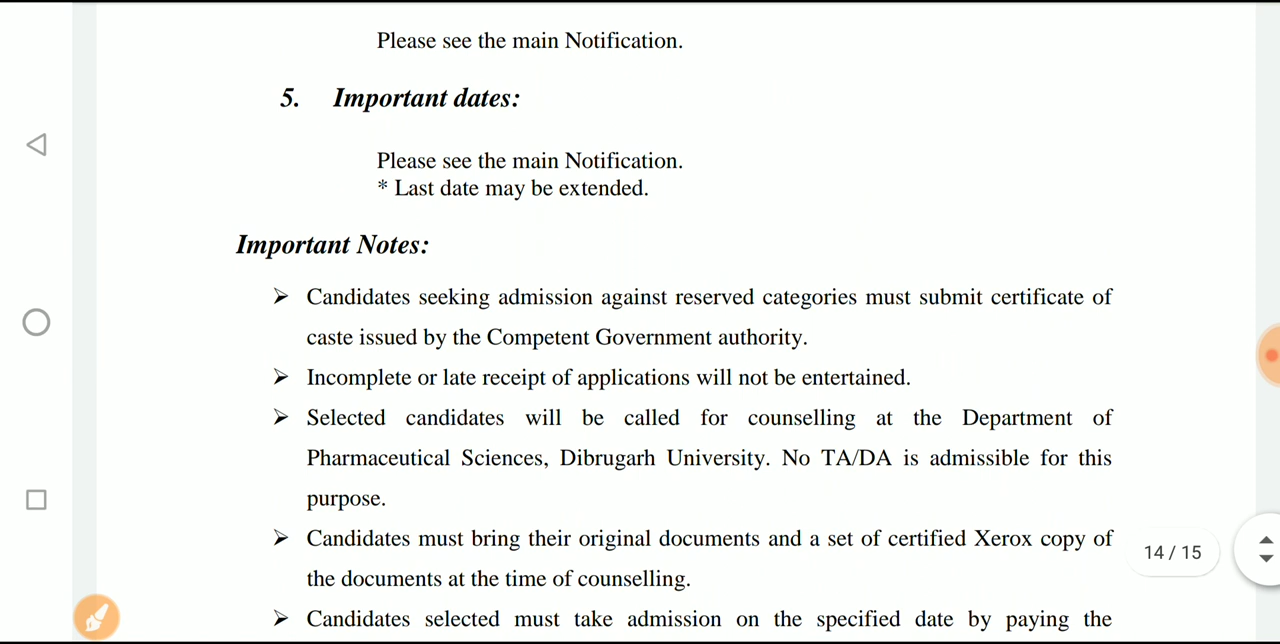 Please see the main Notification.
5. Important dates:
Please see the main Notification.
* Last date may be extended.
Important Notes:
➢ Candidates seeking admission against reserved categories must submit certificate of
caste issued by the Competent Government authority.
➢ Incomplete or late receipt of applications will not be entertained.
➢ Selected candidates will be called for counselling at the Department of
Pharmaceutical Sciences, Dibrugarh University. No TA/DA is admissible for this
purpose.
➢ Candidates must bring their original documents and a set of certified Xerox copy of
the documents at the time of counselling.
➢ Candidates selected must take admission on the specified date by paying the
14 / 15